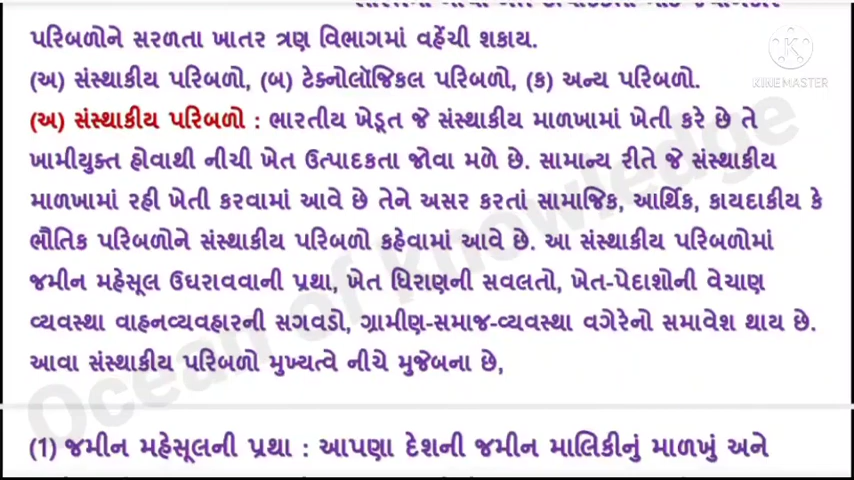 પરિબળોને સરળતા ખાતર ત્રણ વિભાગમાં વહેંચી શકાય.
KINEMASTER
(અ) સંસ્થાકીય પરિબળો, (બ) ટેક્નોલૉજિકલ પરિબળો, (ક) અન્ય પરિબળો.
(અ) સંસ્થાકીય પરિબળો : ભારતીય ખેડૂત જે સંસ્થાકીય માળખામાં ખેતી કરે છે તે
ખામીયુક્ત હોવાથી નીચી ખેત ઉત્પાદકતા જોવા મળે છે. સામાન્ય રીતે જે સંસ્થાકીય
માળખામાં રહી ખેતી કરવામાં આવે છે તેને અસર કરતાં સામાજિક, આર્થિક, કાયદાકીય કે
ભૌતિક પરિબળોને સંસ્થાકીય પરિબળો કહેવામાં આવે છે. આ સંસ્થાકીય પરિબળોમાં
જમીન મહેસૂલ ઉઘરાવવાની પ્રથા, ખેત ધિરાણની સવલતો, ખેત-પેદાશોની વેચાણ
વ્યવસ્થા વાહનવ્યવહારની સગવડો, ગ્રામીણ-સમાજ-વ્યવસ્થા વગેરેનો સમાવેશ થાય છે.
આવા સંસ્થાકીય પરિબળો મુખ્યત્વે નીચે મુજબના છે,
Ocean of Knowledge
(1) જમીન મહેસૂલની પ્રથા : આપણા દેશની જમીન માલિકીનું માળખું અને